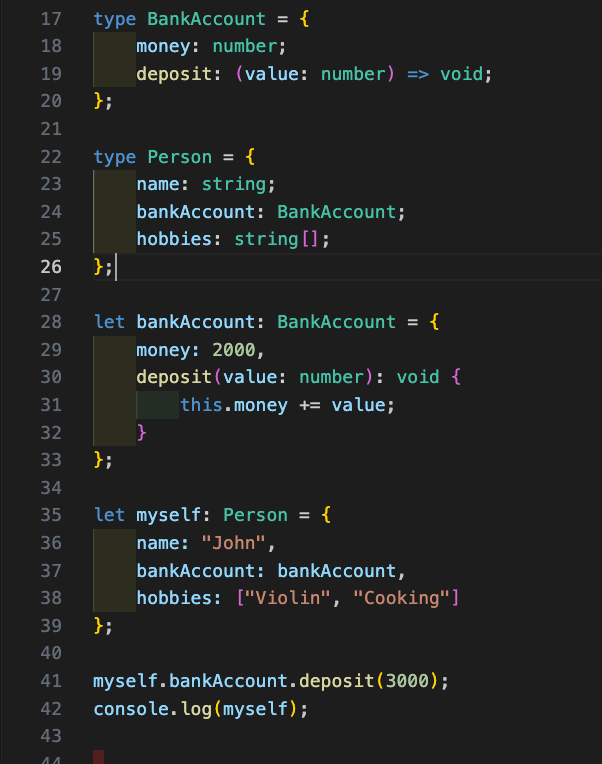 17 type BankAccount = {
18     money: number;
19     deposit: (value: number) => void;
20 };
21
22 type Person = {
23     name: string;
24     bankAccount: BankAccount;
25     hobbies: string[];
26 };
27
28 let bankAccount: BankAccount = {
29     money: 2000,
30     deposit(value: number): void {
31         this.money += value;
32     }
33 };
34
35 let myself: Person = {
36     name: "John",
37     bankAccount: bankAccount,
38     hobbies: ["Violin", "Cooking"]
39 };
40
41 myself.bankAccount.deposit(3000);
42 console.log(myself);
43
44